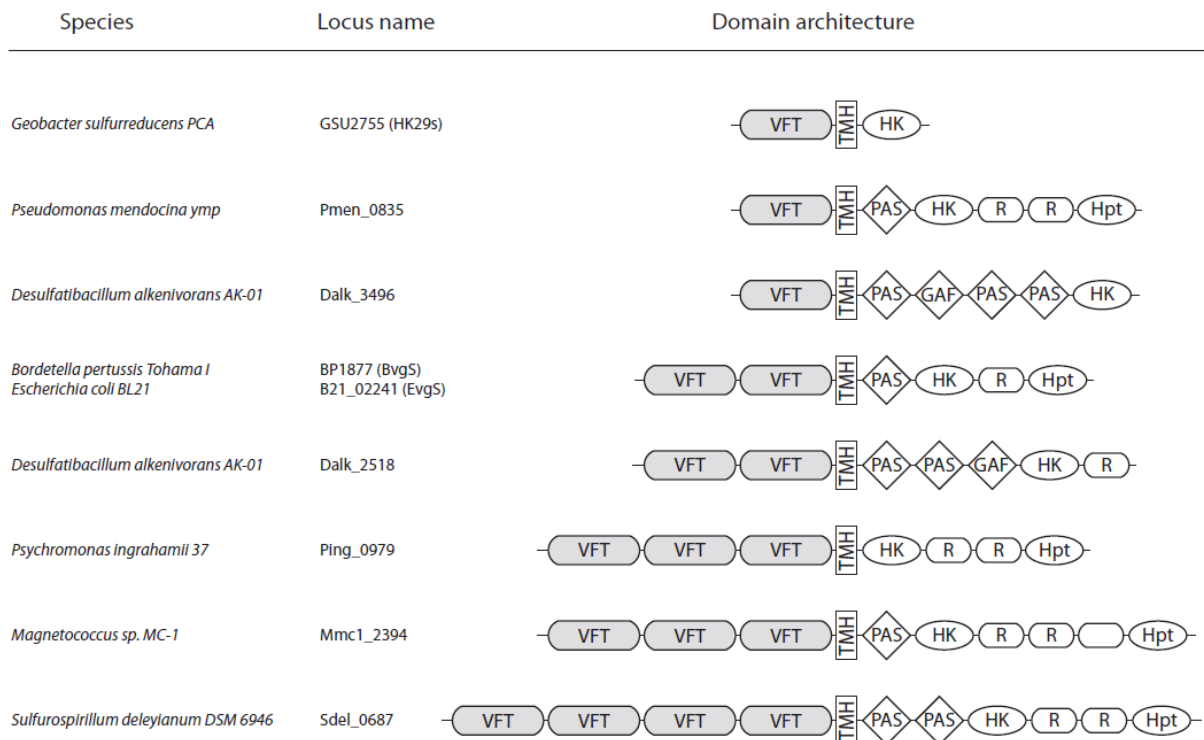 Species Locus name Domain architecture
Geobacter sulfurreducens PCA GSU2755 (HK29s) VFT TMH HK
Pseudomonas mendocina ymp Pmen_0835 VFT TMH PAS HK R R Hpt
Desulfatibacillum alkenivorans AK-01 Dalk_3496 VFT TMH PAS GAF PAS PAS HK
Bordetella pertussis Tohama I BP1877 (BvgS)
Escherichia coli BL21 B21_02241 (EvgS) VFT VFT TMH PAS HK R Hpt
Desulfatibacillum alkenivorans AK-01 Dalk_2518 VFT VFT TMH PAS PAS GAF HK R
Psychromonas ingrahamii 37 Ping_0979 VFT VFT VFT TMH HK R R Hpt
Magnetococcus sp. MC-1 Mmc1_2394 VFT VFT VFT TMH PAS HK R R Hpt
Sulfurospirillum deleyianum DSM 6946 Sdel_0687 VFT VFT VFT VFT TMH PAS PAS HK R R Hpt